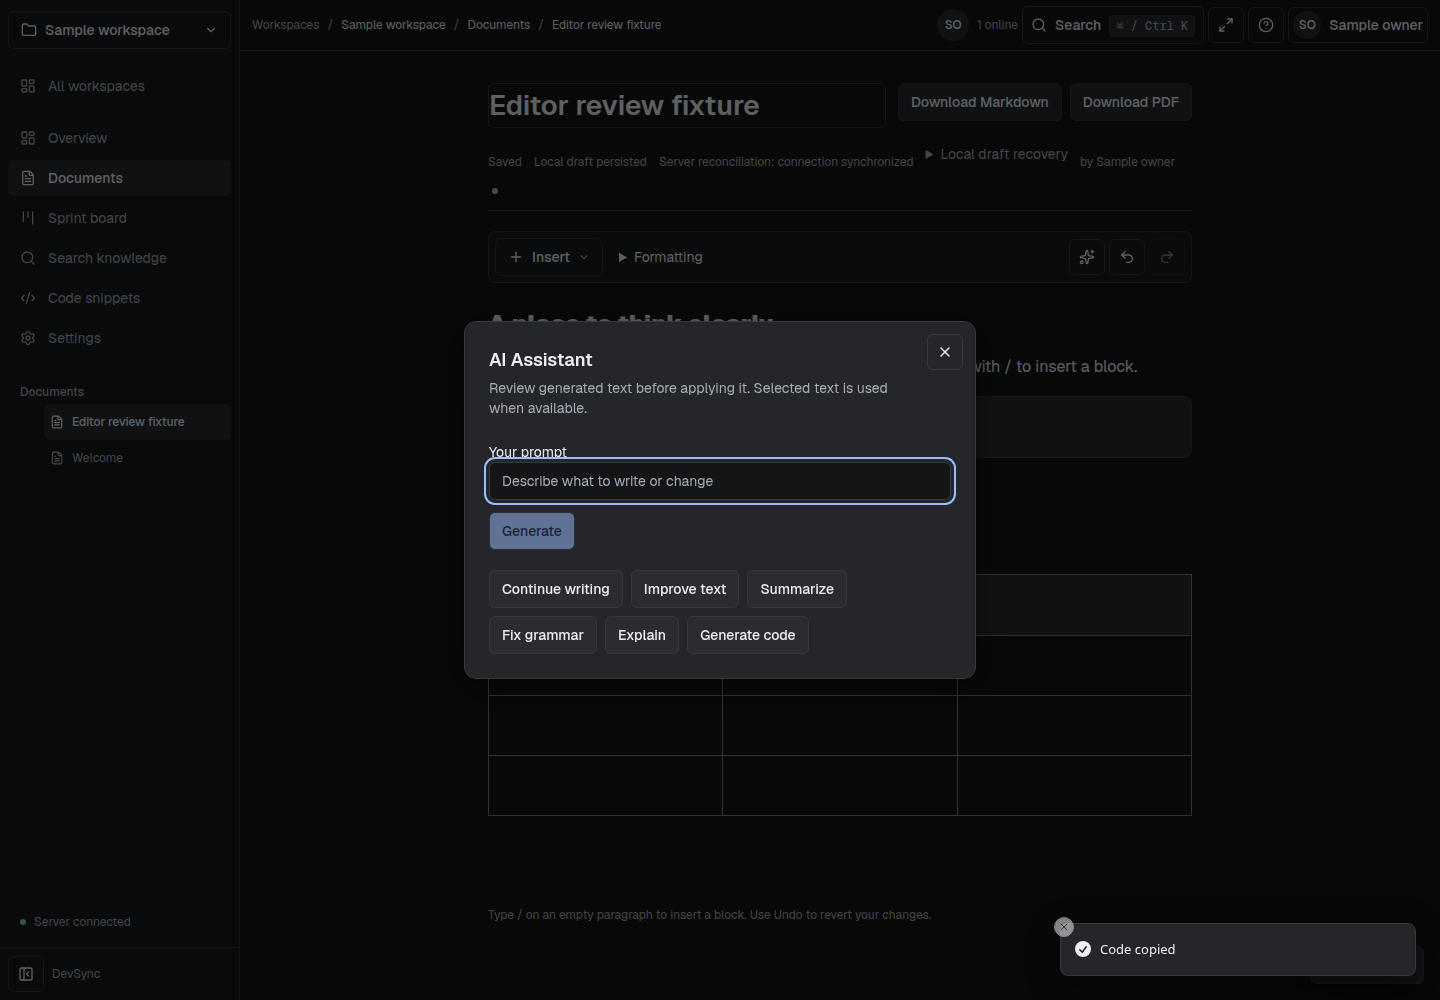 Sample workspace
Workspaces / Sample workspace / Documents / Editor review fixture
SO 1 online Search ⌘ / Ctrl K SO Sample owner
All workspaces
Overview
Documents
Sprint board
Search knowledge
Code snippets
Settings
Documents
Editor review fixture
Welcome
Server connected
DevSync
Editor review fixture
Download Markdown Download PDF
Saved Local draft persisted Server reconciliation: connection synchronized Local draft recovery by Sample owner
Insert Formatting
A place to think clearly
with / to insert a block.
AI Assistant
Review generated text before applying it. Selected text is used
when available.
Your prompt
Describe what to write or change
Generate
Continue writing Improve text Summarize
Fix grammar Explain Generate code
Type / on an empty paragraph to insert a block. Use Undo to revert your changes.
Code copied